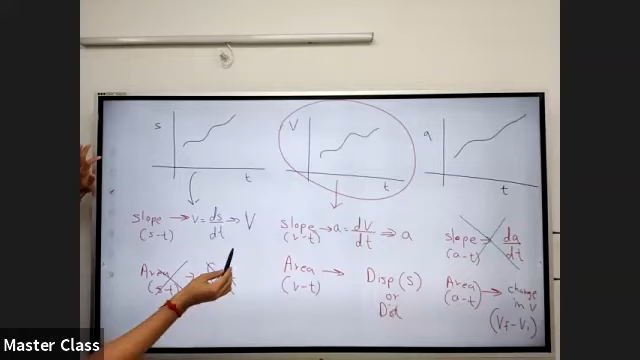 s
t
slope → v = ds/dt ⇒ V
(s-t)
Area →
(s-t)
V
t
slope → a = dV/dt ⇒ a
(v-t)
Area → Disp (S)
(v-t) or
Dist
a
t
slope → da/dt
(a-t)
Area → change
(a-t) in V
(Vf - Vi)
Master Class